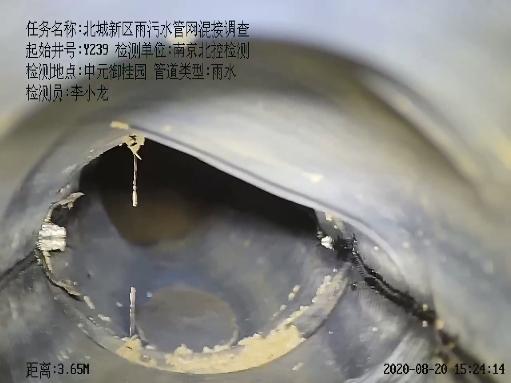 任务名称:北城新区雨污水管网混接调查
起始井号:Y239 检测单位:南京北控检测
检测地点:中元御桂园 管道类型:雨水
检测员:李小龙
距离:3.65M
2020-08-20 15:24:14